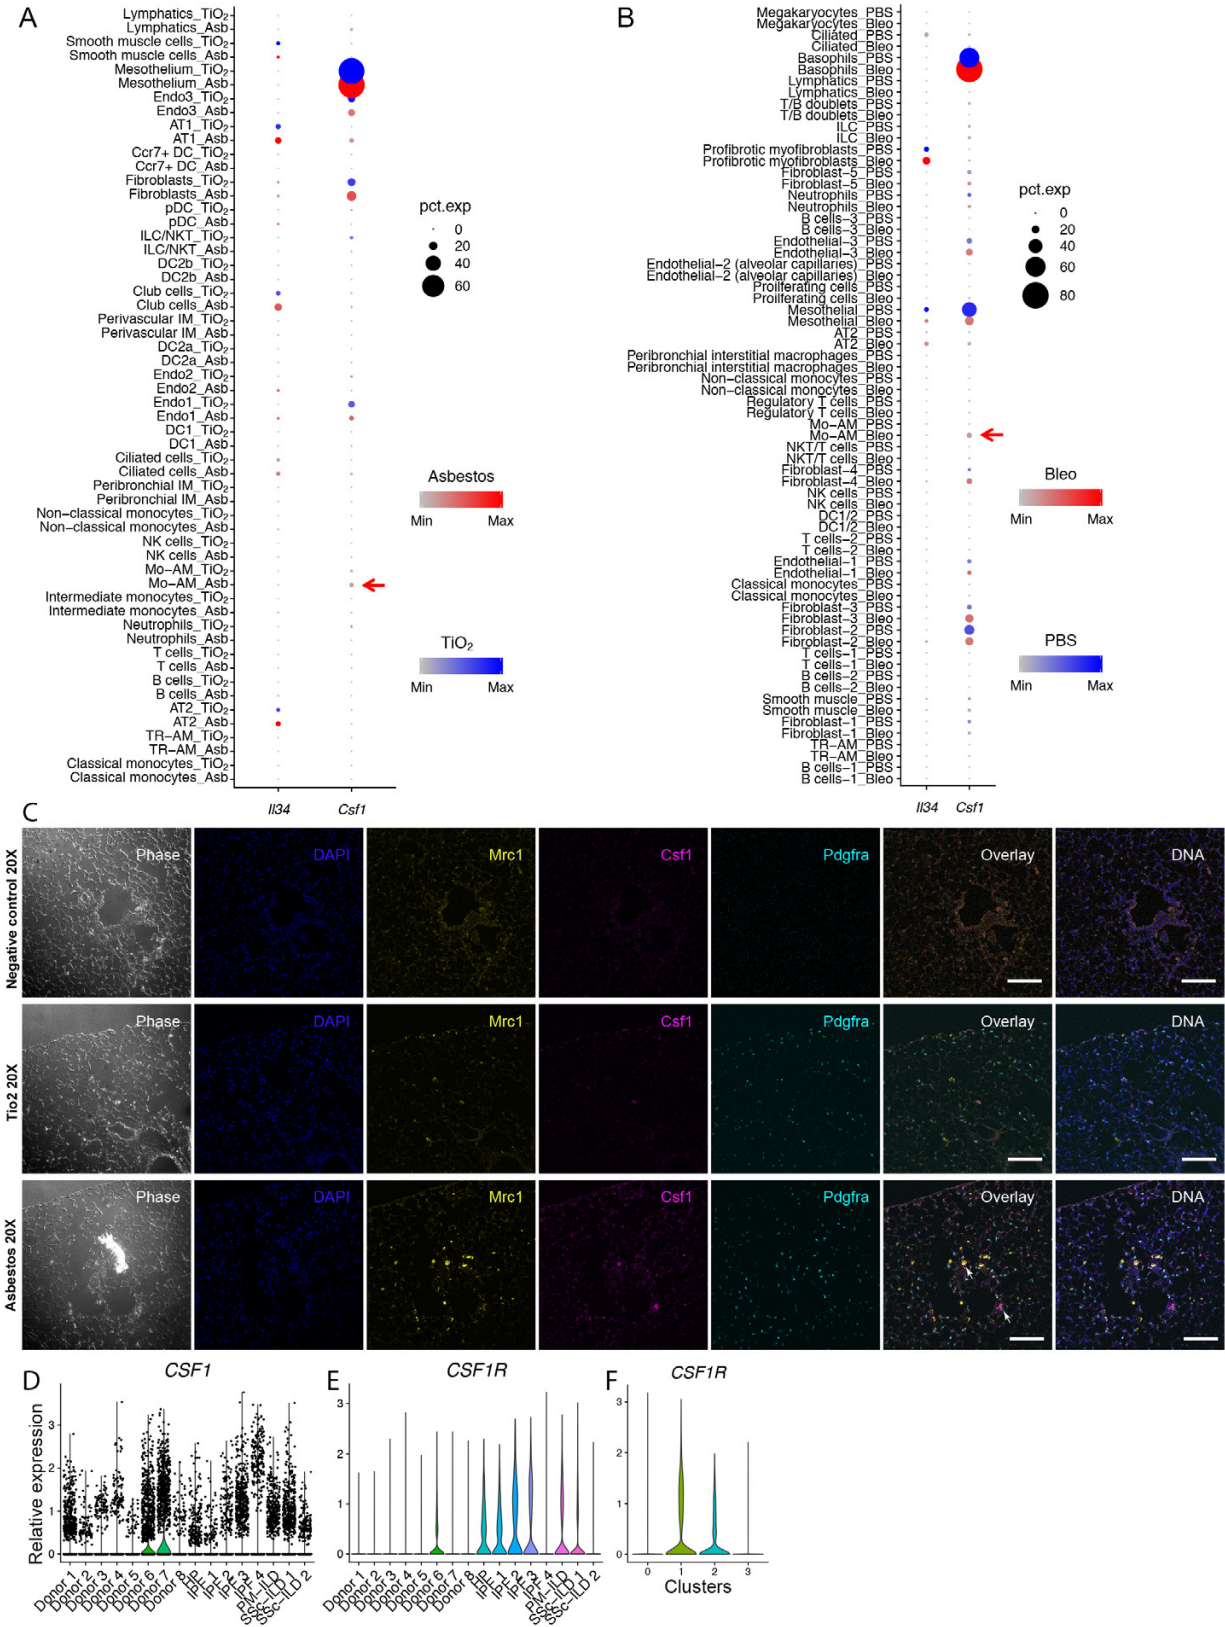 A
Lymphatics_TiO2
Lymphatics_Asb
Smooth muscle cells_TiO2
Smooth muscle cells_Asb
Mesothelium_TiO2
Mesothelium_Asb
Endo3_TiO2
Endo3_Asb
AT1_TiO2
AT1_Asb
Ccr7+ DC_TiO2
Ccr7+ DC_Asb
Fibroblasts_TiO2
Fibroblasts_Asb
pDC_TiO2
pDC_Asb
ILC/NKT_TiO2
ILC/NKT_Asb
DC2b_TiO2
DC2b_Asb
Club cells_TiO2
Club cells_Asb
Perivascular IM_TiO2
Perivascular IM_Asb
DC2a_TiO2
DC2a_Asb
Endo2_TiO2
Endo2_Asb
Endo1_TiO2
Endo1_Asb
DC1_TiO2
DC1_Asb
Ciliated cells_TiO2
Ciliated cells_Asb
Peribronchial IM_TiO2
Peribronchial IM_Asb
Non−classical monocytes_TiO2
Non−classical monocytes_Asb
NK cells_TiO2
NK cells_Asb
Mo−AM_TiO2
Mo−AM_Asb
Intermediate monocytes_TiO2
Intermediate monocytes_Asb
Neutrophils_TiO2
Neutrophils_Asb
T cells_TiO2
T cells_Asb
B cells_TiO2
B cells_Asb
AT2_TiO2
AT2_Asb
TR−AM_TiO2
TR−AM_Asb
Classical monocytes_TiO2
Classical monocytes_Asb
Il34 Csf1
pct.exp
0
20
40
60
Asbestos
Min Max
TiO2
Min Max
B
Megakaryocytes_PBS
Megakaryocytes_Bleo
Ciliated_PBS
Ciliated_Bleo
Basophils_PBS
Basophils_Bleo
Lymphatics_PBS
Lymphatics_Bleo
T/B doublets_PBS
T/B doublets_Bleo
ILC_PBS
ILC_Bleo
Profibrotic myofibroblasts_PBS
Profibrotic myofibroblasts_Bleo
Fibroblast−5_PBS
Fibroblast−5_Bleo
Neutrophils_PBS
Neutrophils_Bleo
B cells−3_PBS
B cells−3_Bleo
Endothelial−3_PBS
Endothelial−3_Bleo
Endothelial−2 (alveolar capillaries)_PBS
Endothelial−2 (alveolar capillaries)_Bleo
Proliferating cells_PBS
Proliferating cells_Bleo
Mesothelial_PBS
Mesothelial_Bleo
AT2_PBS
AT2_Bleo
Peribronchial interstitial macrophages_PBS
Peribronchial interstitial macrophages_Bleo
Non−classical monocytes_PBS
Non−classical monocytes_Bleo
Regulatory T cells_PBS
Regulatory T cells_Bleo
Mo−AM_PBS
Mo−AM_Bleo
NKT/T cells_PBS
NKT/T cells_Bleo
Fibroblast−4_PBS
Fibroblast−4_Bleo
NK cells_PBS
NK cells_Bleo
DC1/2_PBS
DC1/2_Bleo
T cells−2_PBS
T cells−2_Bleo
Endothelial−1_PBS
Endothelial−1_Bleo
Classical monocytes_PBS
Classical monocytes_Bleo
Fibroblast−3_PBS
Fibroblast−3_Bleo
Fibroblast−2_PBS
Fibroblast−2_Bleo
T cells−1_PBS
T cells−1_Bleo
B cells−2_PBS
B cells−2_Bleo
Smooth muscle_PBS
Smooth muscle_Bleo
Fibroblast−1_PBS
Fibroblast−1_Bleo
TR−AM_PBS
TR−AM_Bleo
B cells−1_PBS
B cells−1_Bleo
Il34 Csf1
pct.exp
0
20
40
60
80
Bleo
Min Max
PBS
Min Max
C
Negative control 20X
Phase DAPI Mrc1 Csf1 Pdgfra Overlay DNA
Tio2 20X
Phase DAPI Mrc1 Csf1 Pdgfra Overlay DNA
Asbestos 20X
Phase DAPI Mrc1 Csf1 Pdgfra Overlay DNA
D
CSF1
Relative expression
3
2
1
0
Donor 1 Donor 2 Donor 3 Donor 4 Donor 5 Donor 6 Donor 7 Donor 8 HP IPF 1 IPF 2 IPF 3 IPF 4 PM−ILD SSc−ILD 1 SSc−ILD 2
E
CSF1R
3
2
1
0
Donor 1 Donor 2 Donor 3 Donor 4 Donor 5 Donor 6 Donor 7 Donor 8 HP IPF 1 IPF 2 IPF 3 IPF 4 PM−ILD SSc−ILD 1 SSc−ILD 2
F
CSF1R
3
2
1
0
0 1 2 3
Clusters